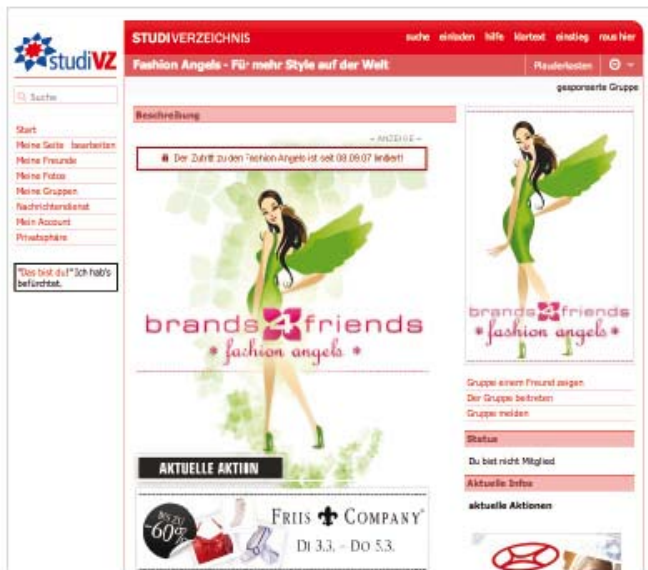 studiVZ
STUDIVERZEICHNIS
suche einladen hilfe klartext einstieg raus hier
Fashion Angels - Für mehr Style auf der Welt
Plauderkasten
gesponserte Gruppe
Suche
Start
Meine Seite bearbeiten
Meine Freunde
Meine Fotos
Meine Gruppen
Nachrichtendienst
Mein Account
Privatsphäre
"Das bist du!" Ich hab's
befürchtet.
Beschreibung
- ANZEIGE -
Der Zutritt zu den Fashion Angels ist seit 08.09.07 limitiert!
brands4friends
* fashion angels *
AKTUELLE AKTION
BIS ZU
-60%
FRIIS COMPANY
DI 3.3. - DO 5.3.
brands4friends
* fashion angels *
Gruppe einem Freund zeigen
Der Gruppe beitreten
Gruppe melden
Status
Du bist nicht Mitglied
Aktuelle Infos
aktuelle Aktionen